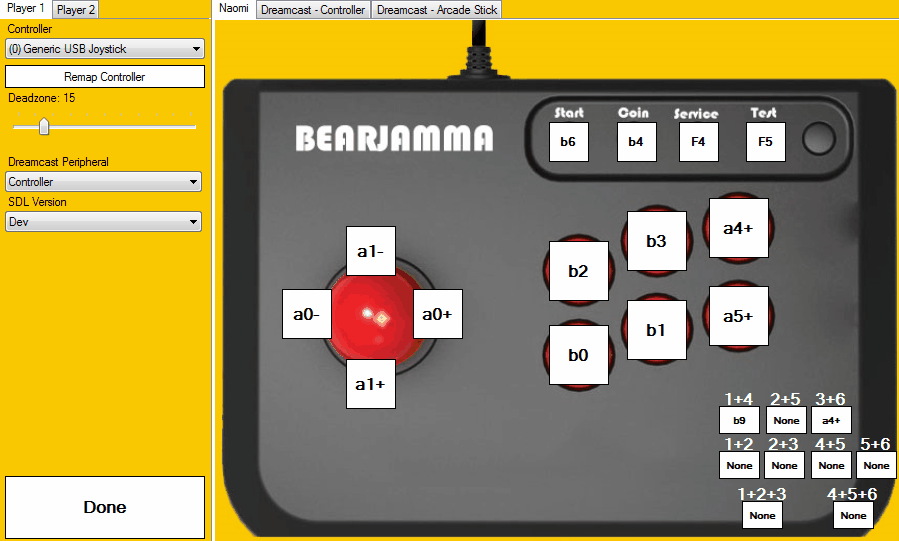 Player 1 Player 2
Controller
(0) Generic USB Joystick
Remap Controller
Deadzone: 15
Dreamcast Peripheral
Controller
SDL Version
Dev
Done
Naomi Dreamcast - Controller Dreamcast - Arcade Stick
BEARJAMMA
Start Coin Service Test
b6 b4 F4 F5
a1-
a0- a0+
a1+
b2 b3 a4+
b0 b1 a5+
1+4 2+5 3+6
b9 None a4+
1+2 2+3 4+5 5+6
None None None None
1+2+3 4+5+6
None None